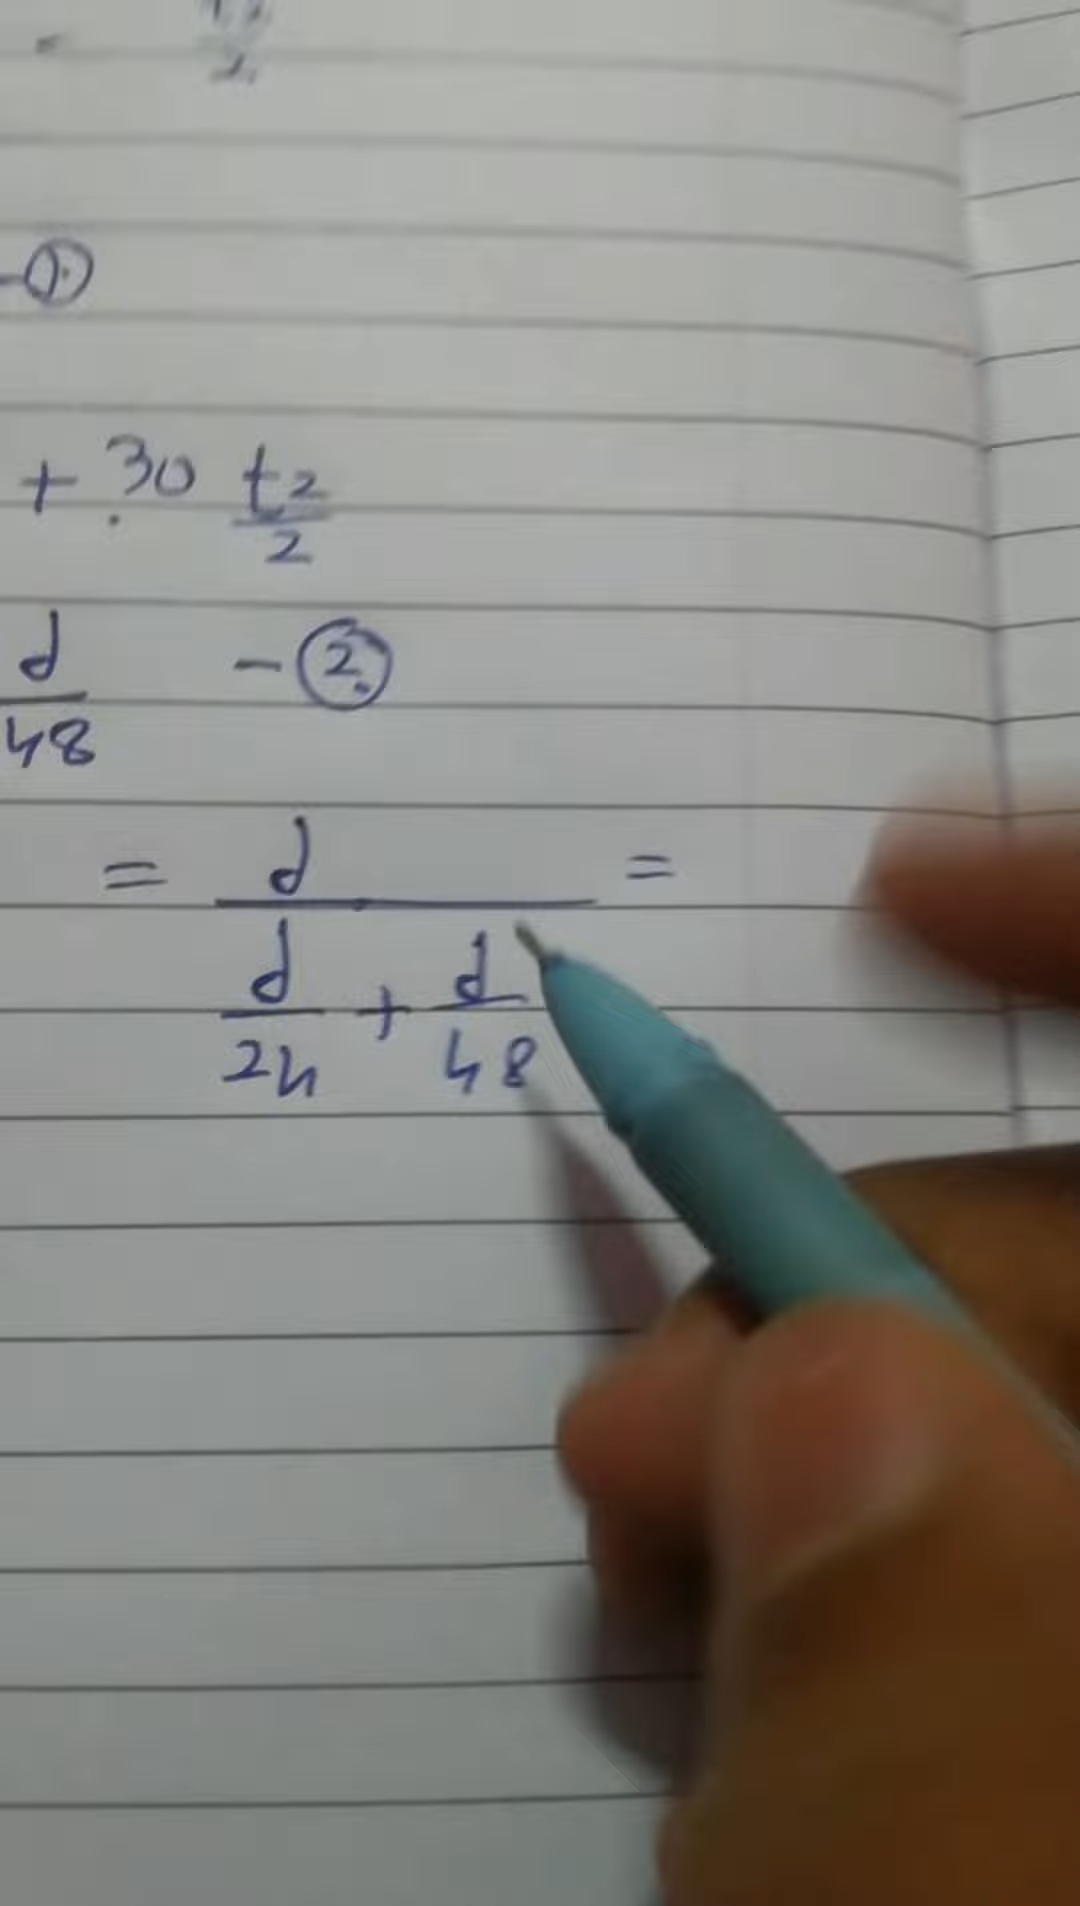 -①
+ 30 t2/2
d/48 - ②
= d / (d/24 + d/48) =